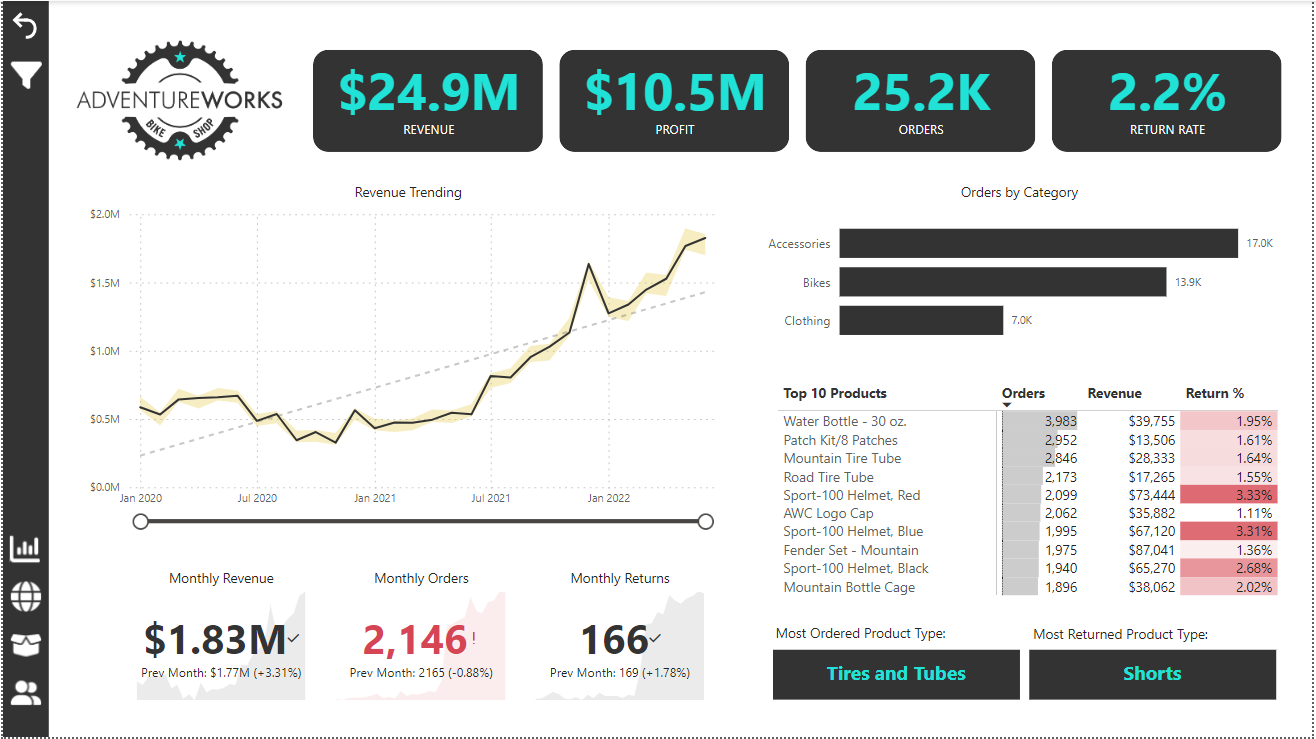 ADVENTUREWORKS
BIKE SHOP
$24.9M
REVENUE
$10.5M
PROFIT
25.2K
ORDERS
2.2%
RETURN RATE
Revenue Trending
$2.0M
$1.5M
$1.0M
$0.5M
$0.0M
Jan 2020 Jul 2020 Jan 2021 Jul 2021 Jan 2022
Orders by Category
Accessories 17.0K
Bikes 13.9K
Clothing 7.0K
Top 10 Products Orders Revenue Return %
Water Bottle - 30 oz. 3,983 $39,755 1.95%
Patch Kit/8 Patches 2,952 $13,506 1.61%
Mountain Tire Tube 2,846 $28,333 1.64%
Road Tire Tube 2,173 $17,265 1.55%
Sport-100 Helmet, Red 2,099 $73,444 3.33%
AWC Logo Cap 2,062 $35,882 1.11%
Sport-100 Helmet, Blue 1,995 $67,120 3.31%
Fender Set - Mountain 1,975 $87,041 1.36%
Sport-100 Helmet, Black 1,940 $65,270 2.68%
Mountain Bottle Cage 1,896 $38,062 2.02%
Monthly Revenue
$1.83M
Prev Month: $1.77M (+3.31%)
Monthly Orders
2,146!
Prev Month: 2165 (-0.88%)
Monthly Returns
166
Prev Month: 169 (+1.78%)
Most Ordered Product Type:
Tires and Tubes
Most Returned Product Type:
Shorts